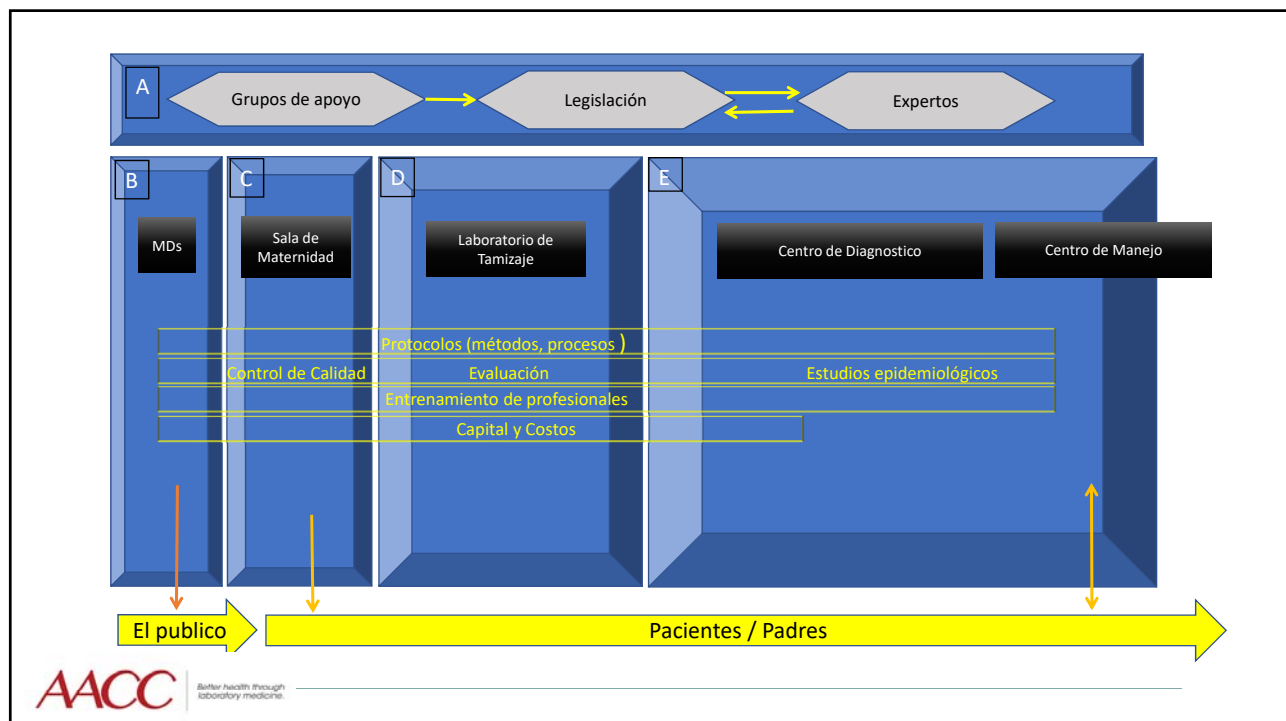 A
Grupos de apoyo
Legislación
Expertos
B
C
D
E
MDs
Sala de
Maternidad
Laboratorio de
Tamizaje
Centro de Diagnostico
Centro de Manejo
Protocolos (métodos, procesos )
Control de Calidad
Evaluación
Estudios epidemiológicos
Entrenamiento de profesionales
Capital y Costos
El publico
Pacientes / Padres
AACC
Better health through
laboratory medicine.